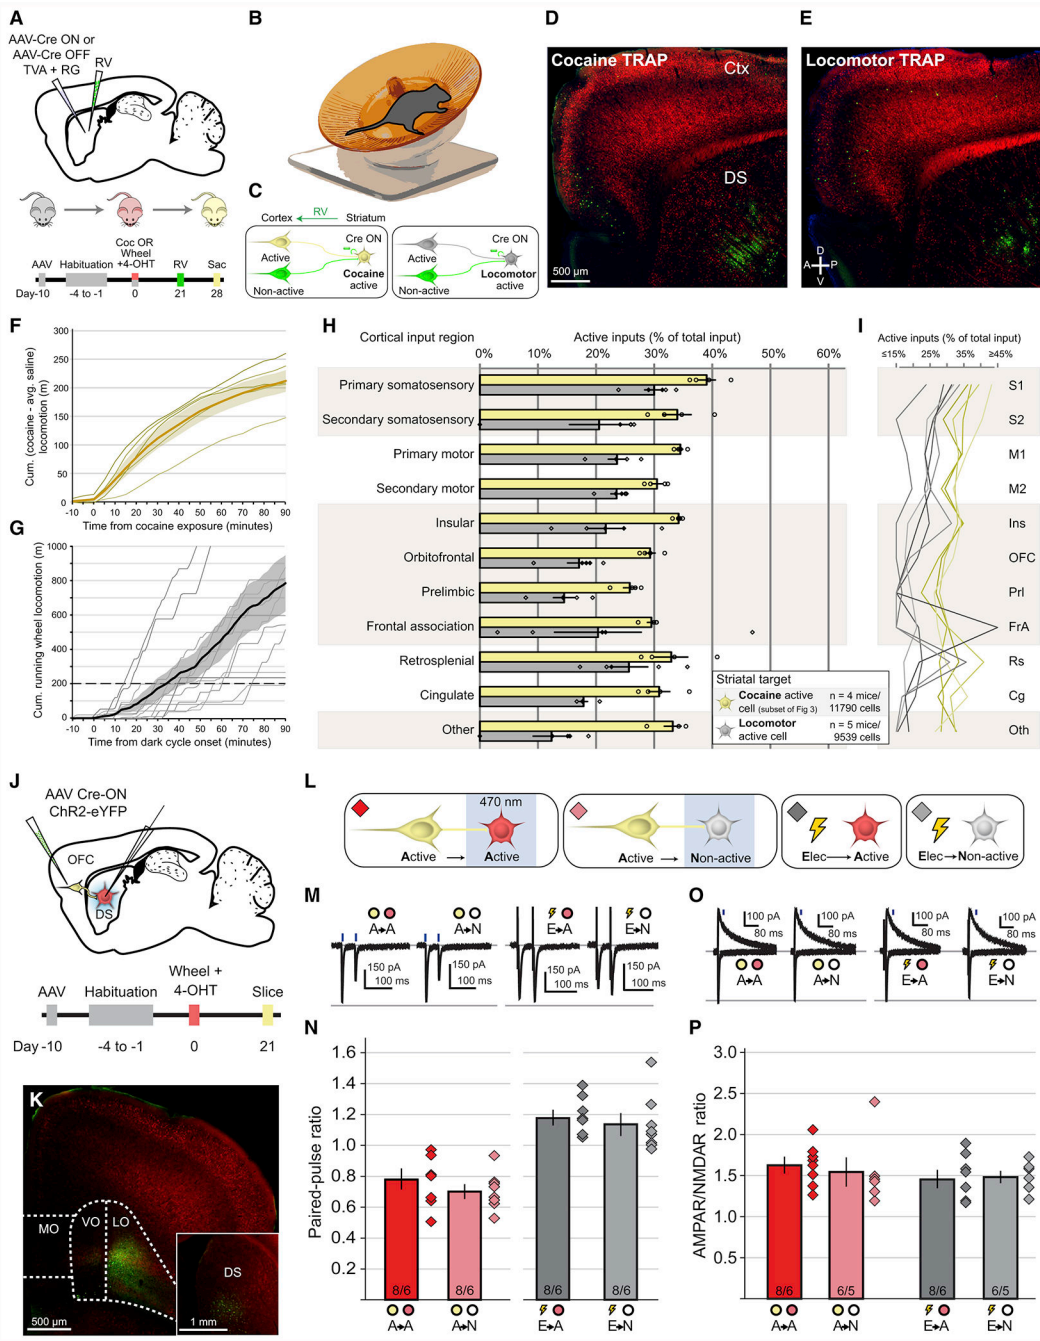 A
AAV-Cre ON or
AAV-Cre OFF
TVA + RG
RV
Coc OR
Wheel
+4-OHT
AAV
Habituation
RV
Sac
Day-10
-4 to -1
0
21
28
B
C
Cortex
RV
Striatum
Cre ON
Active
Cocaine
active
Non-active
Cre ON
Active
Locomotor
active
Non-active
D
Cocaine TRAP
Ctx
DS
500 µm
E
Locomotor TRAP
D
A
P
V
F
Cum. (cocaine - avg. saline)
locomotion (m)
300
250
200
150
100
50
0
-10 0 10 20 30 40 50 60 70 80 90
Time from cocaine exposure (minutes)
G
Cum. running wheel locomotion (m)
1000
800
600
400
200
0
-10 0 10 20 30 40 50 60 70 80 90
Time from dark cycle onset (minutes)
H
Cortical input region
Active inputs (% of total input)
0% 10% 20% 30% 40% 50% 60%
Primary somatosensory
Secondary somatosensory
Primary motor
Secondary motor
Insular
Orbitofrontal
Prelimbic
Frontal association
Retrosplenial
Cingulate
Other
Striatial target
Cocaine active
cell (subset of Fig 3)
n = 4 mice/
11790 cells
Locomotor
active cell
n = 5 mice/
9539 cells
I
Active inputs (% of total input)
≤15% 25% 35% ≥45%
S1
S2
M1
M2
Ins
OFC
Prl
FrA
Rs
Cg
Oth
J
AAV Cre-ON
ChR2-eYFP
OFC
DS
Wheel +
4-OHT
AAV
Habituation
Slice
Day -10
-4 to -1
0
21
K
MO
VO
LO
DS
500 µm
1 mm
L
470 nm
Active → Active
Active → Non-active
Elec → Active
Elec → Non-active
M
A→A
A→N
E→A
E→N
150 pA
100 ms
150 pA
100 ms
N
Paired-pulse ratio
1.6
1.4
1.2
1.0
0.8
0.6
0.4
0.2
8/6
8/6
8/6
8/6
A→A
A→N
E→A
E→N
O
100 pA
80 ms
100 pA
80 ms
100 pA
80 ms
100 pA
80 ms
A→A
A→N
E→A
E→N
P
AMPAR/NMDAR ratio
3.0
2.5
2.0
1.5
1.0
0.5
8/6
6/5
8/6
6/5
A→A
A→N
E→A
E→N